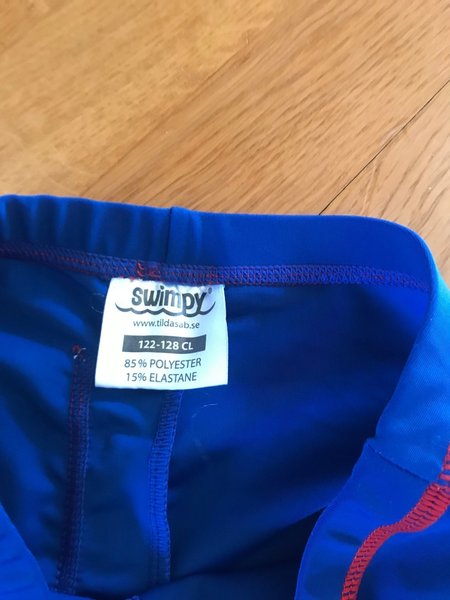 swimpy®
www.tildasab.se
122-128 CL
85% POLYESTER
15% ELASTANE